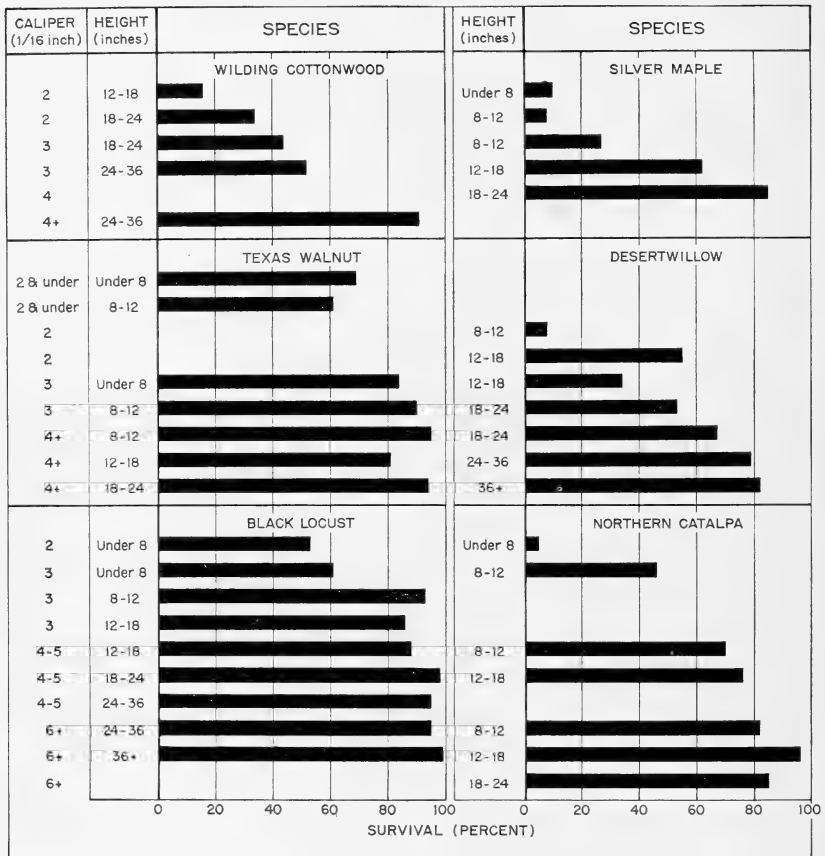 CALIPER (1/16 inch) HEIGHT (inches) SPECIES HEIGHT (inches) SPECIES
WILDING COTTONWOOD SILVER MAPLE
2 12-18 Under 8
2 18-24 8-12
3 18-24 8-12
3 24-36 12-18
4 18-24
4+ 24-36
TEXAS WALNUT DESERTWILLOW
2 & under Under 8
2 & under 8-12
2 8-12
2 12-18
3 Under 8 12-18
3 8-12 18-24
4+ 8-12 18-24
4+ 12-18 24-36
4+ 18-24 36+
BLACK LOCUST NORTHERN CATALPA
2 Under 8 Under 8
3 Under 8 8-12
3 8-12
3 12-18
4-5 12-18 8-12
4-5 18-24 12-18
4-5 24-36
6+ 24-36 8-12
6+ 36+ 12-18
6+ 18-24
0 20 40 60 80 100 0 20 40 60 80 100
SURVIVAL (PERCENT)